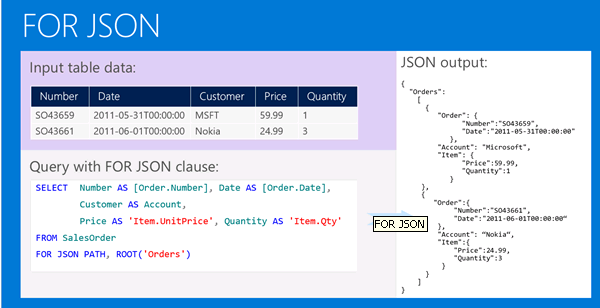 FOR JSON
Input table data:
Number Date Customer Price Quantity
SO43659 2011-05-31T00:00:00 MSFT 59.99 1
SO43661 2011-06-01T00:00:00 Nokia 24.99 3
Query with FOR JSON clause:
SELECT Number AS [Order.Number], Date AS [Order.Date],
Customer AS Account,
Price AS 'Item.UnitPrice', Quantity AS 'Item.Qty'
FROM SalesOrder
FOR JSON PATH, ROOT('Orders')
FOR JSON
JSON output:
{
"Orders":
[
{
"Order": {
"Number":"SO43659",
"Date":"2011-05-31T00:00:00"
},
"Account": "Microsoft",
"Item": {
"Price":59.99,
"Quantity":1
}
},
{
"Order":{
"Number":"SO43661",
"Date":"2011-06-01T00:00:00“
},
"Account": “Nokia“,
"Item":{
"Price":24.99,
"Quantity":3
}
}
]
}